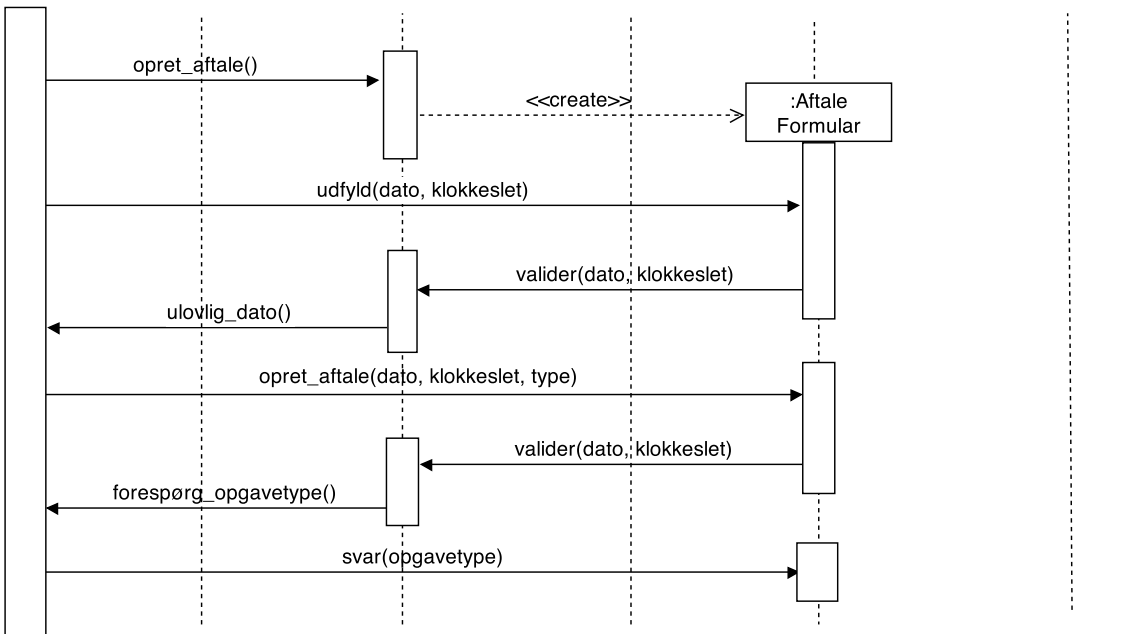 opret_aftale()
<<create>>
:Aftale
Formular
udfyld(dato, klokkeslet)
valider(dato, klokkeslet)
ulovlig_dato()
opret_aftale(dato, klokkeslet, type)
valider(dato, klokkeslet)
forespørg_opgavetype()
svar(opgavetype)